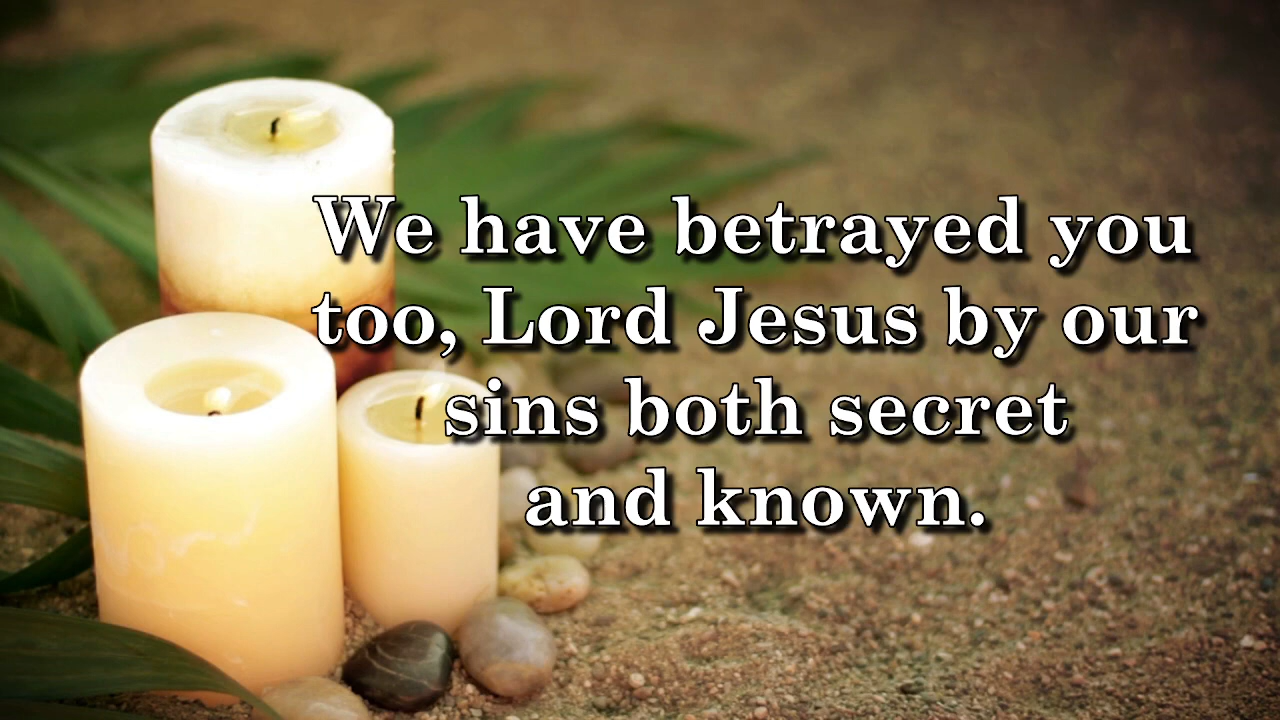 We have betrayed you
too, Lord Jesus by our
sins both secret
and known.